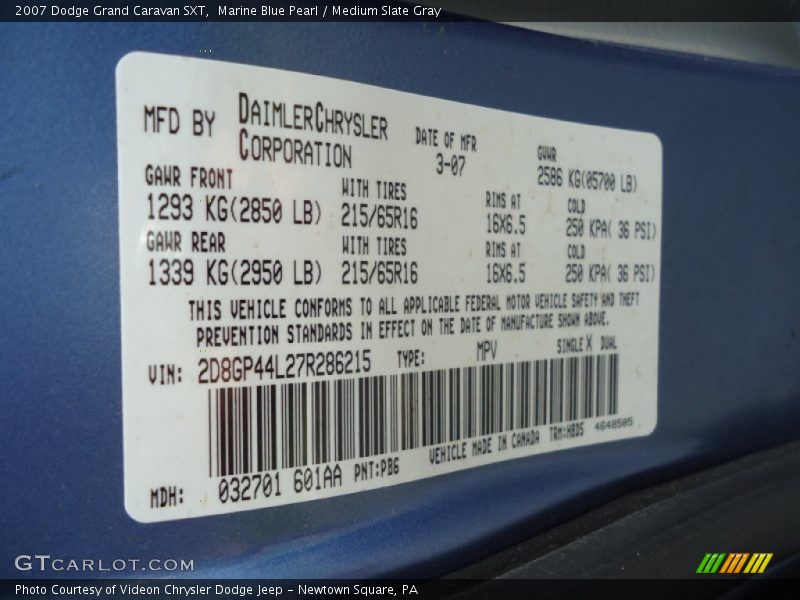 2007 Dodge Grand Caravan SXT,  Marine Blue Pearl / Medium Slate Gray
MFD BY DAIMLERCHRYSLER CORPORATION
DATE OF MFR 3-07
GVWR 2586 KG(05700 LB)
GAWR FRONT WITH TIRES RIMS AT COLD
1293 KG(2850 LB) 215/65R16 16X6.5 250 KPA( 36 PSI)
GAWR REAR WITH TIRES RIMS AT COLD
1339 KG(2950 LB) 215/65R16 16X6.5 250 KPA( 36 PSI)
THIS VEHICLE CONFORMS TO ALL APPLICABLE FEDERAL MOTOR VEHICLE SAFETY AND THEFT
PREVENTION STANDARDS IN EFFECT ON THE DATE OF MANUFACTURE SHOWN ABOVE.
VIN: 2D8GP44L27R286215 TYPE: MPV SINGLE X DUAL
MDH: 032701 601AA PNT:PB6 VEHICLE MADE IN CANADA TRM:H8D5 4648505
GTCARLOT.COM
Photo Courtesy of Videon Chrysler Dodge Jeep – Newtown Square, PA